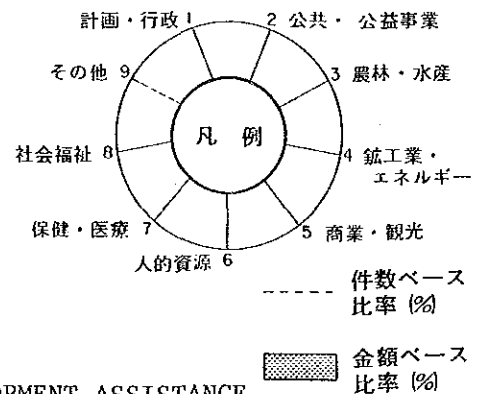 計画・行政 1
2 公共・公益事業
その他 9
3 農林・水産
凡 例
社会福祉 8
4 鉱工業・
エネルギー
保健・医療 7
5 商業・観光
人的資源 6
件数ベース
比率 (%)
金額ベース
比率 (%)
OPMENT ASSISTANCE